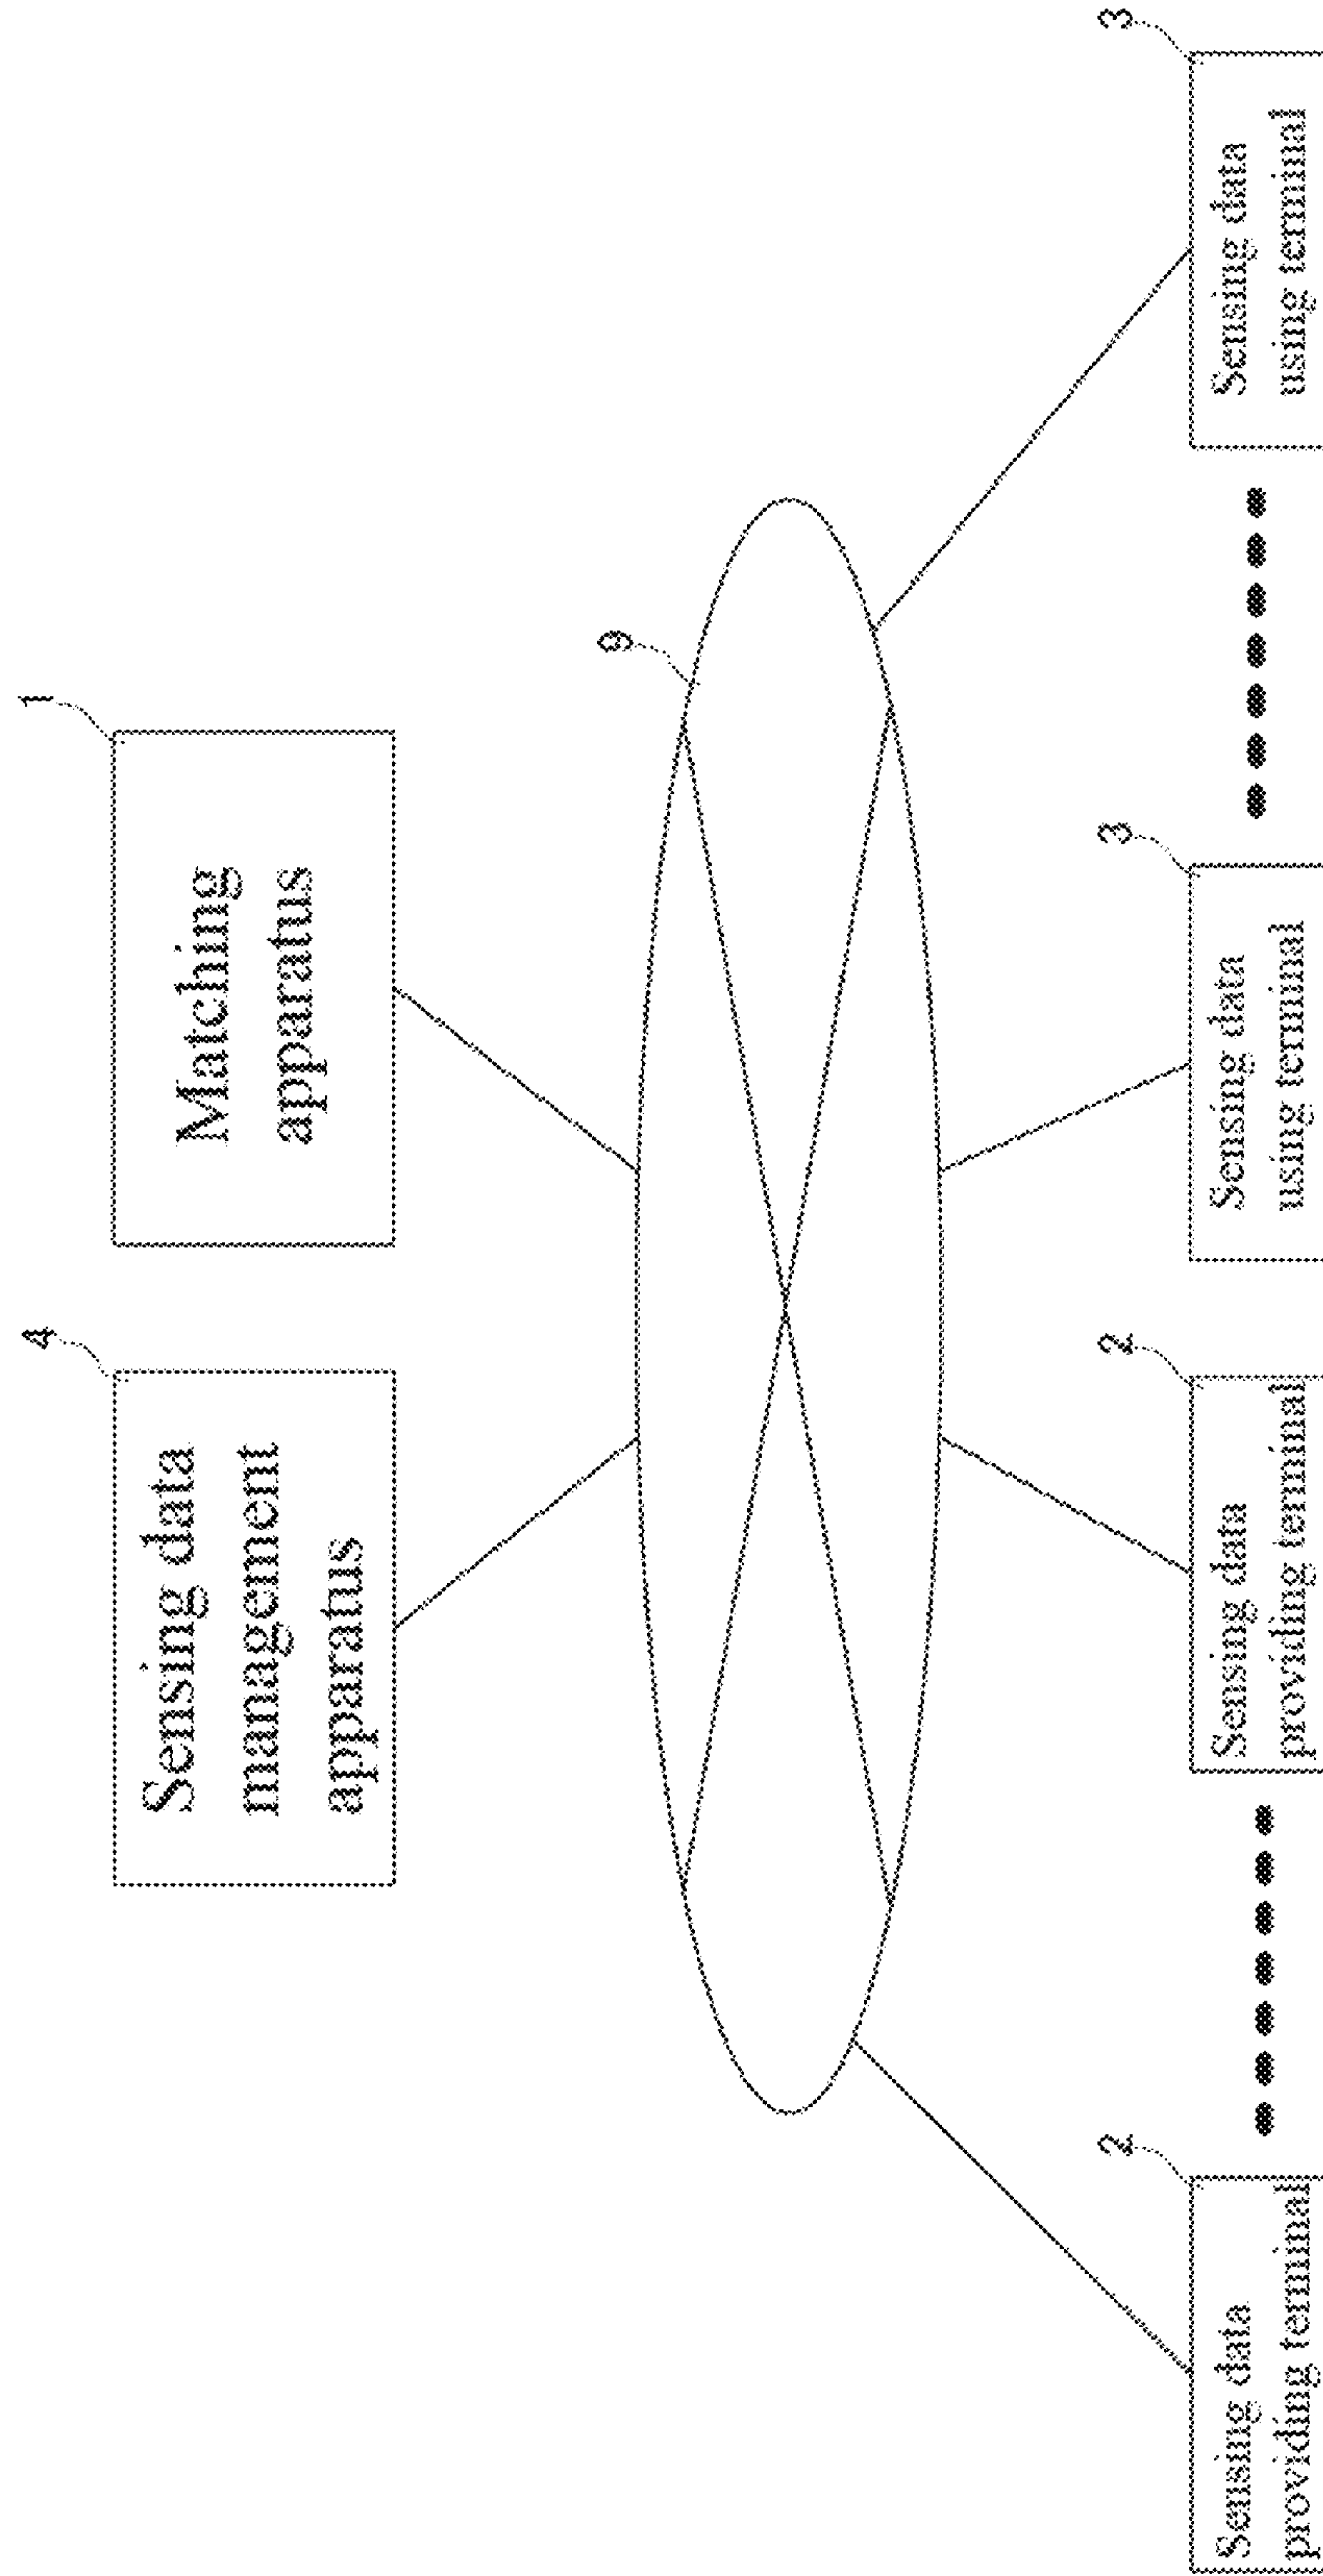 4
Sensing data
management
apparatus
1
Matching
apparatus
9
2
Sensing data
providing terminal
2
Sensing data
providing terminal
3
Sensing data
using terminal
3
Sensing data
using terminal